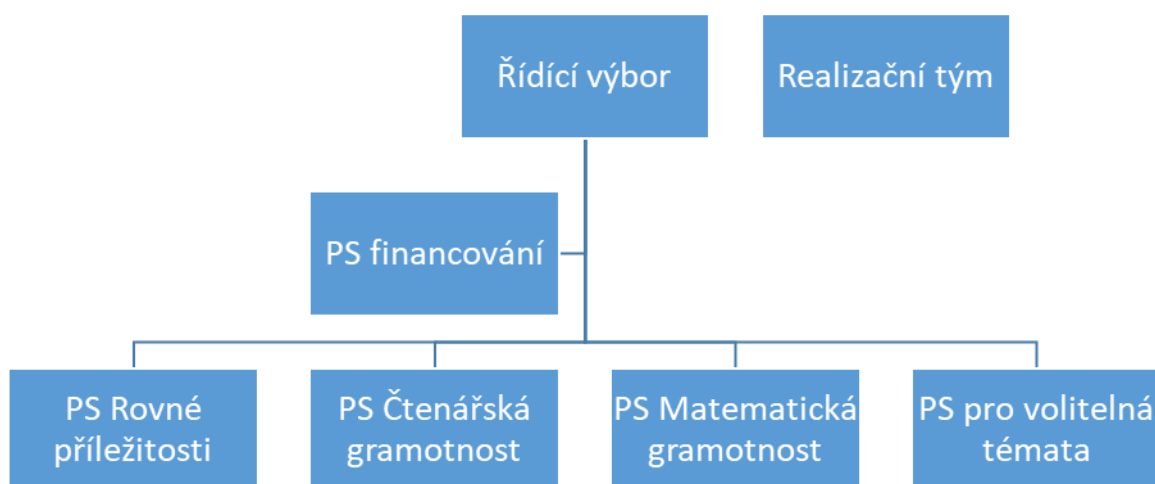 Řídící výbor
Realizační tým
PS financování
PS Rovné
příležitosti
PS Čtenářská
gramotnost
PS Matematická
gramotnost
PS pro volitelná
témata